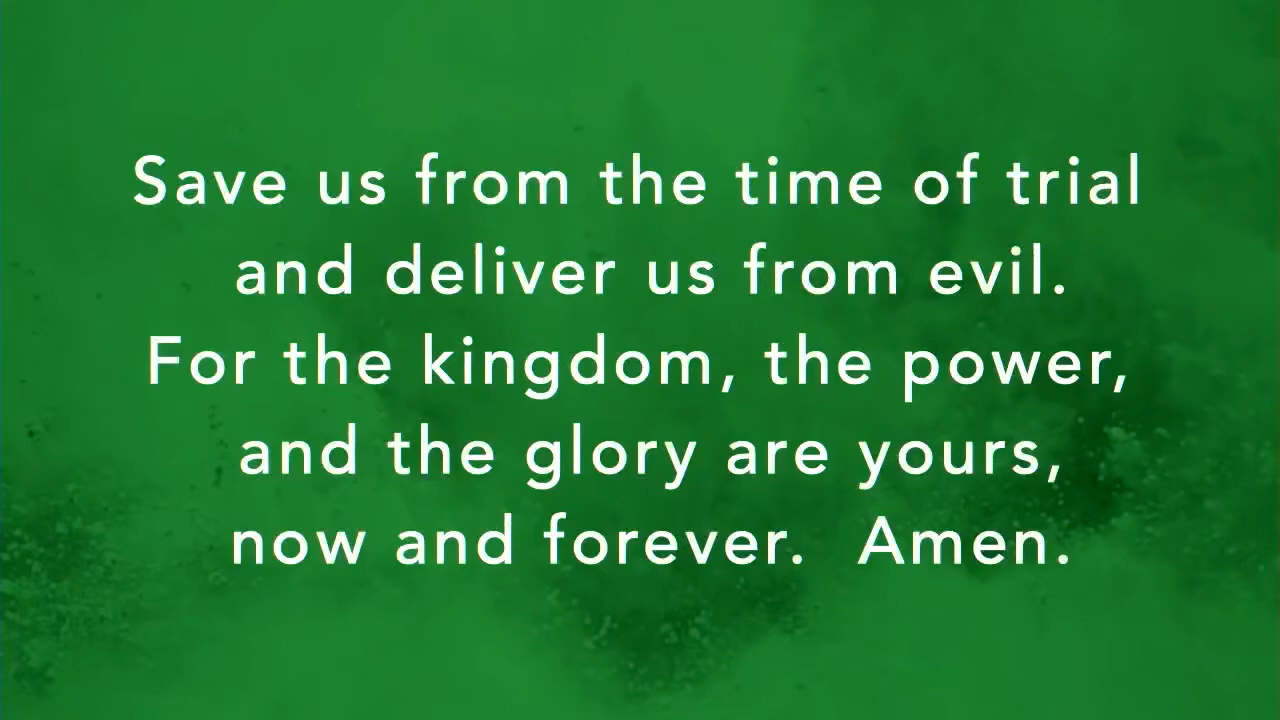 Save us from the time of trial
and deliver us from evil.
For the kingdom, the power,
and the glory are yours,
now and forever.  Amen.